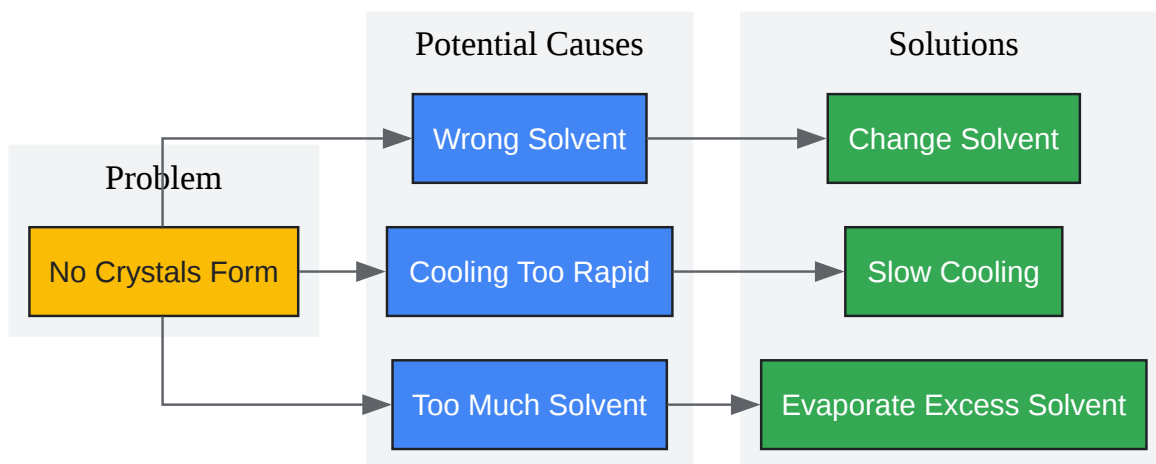 Potential Causes
Solutions
Wrong Solvent
Change Solvent
Problem
No Crystals Form
Cooling Too Rapid
Slow Cooling
Too Much Solvent
Evaporate Excess Solvent